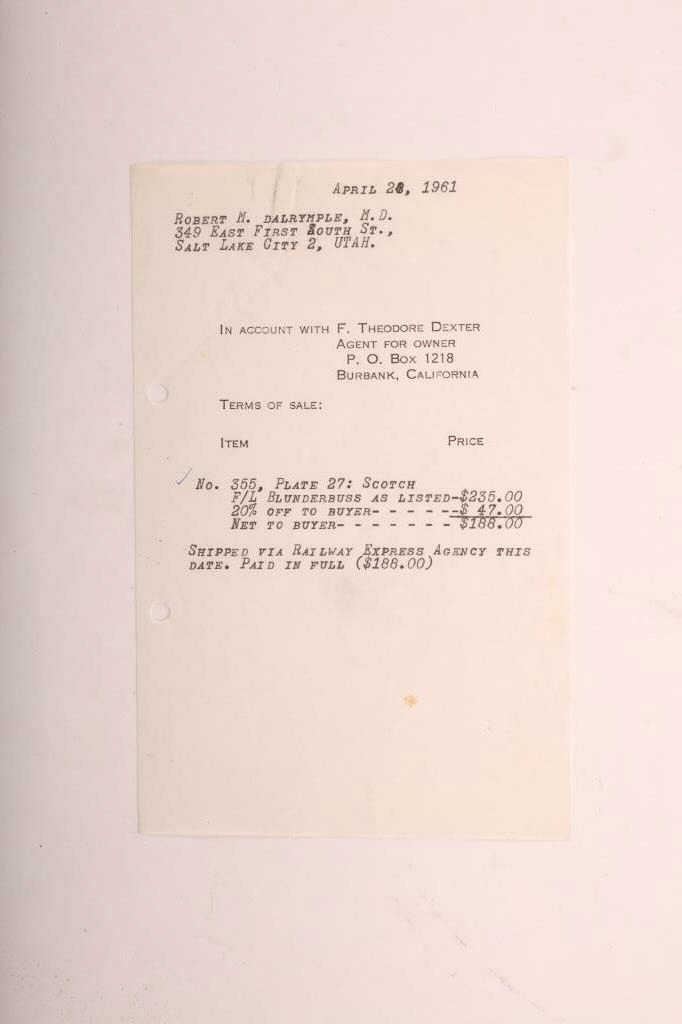 April 28, 1961
Robert M. Dalrymple, M.D.
349 East First South St.,
Salt Lake City 2, Utah.
In account with F. Theodore Dexter
Agent for owner
P. O. Box 1218
Burbank, California
Terms of sale:
Item Price
No. 355, Plate 27: Scotch
F/L Blunderbuss as listed-$235.00
20% off to buyer- - - - - --$ 47.00
Net to buyer- - - - - - - $188.00
Shipped via Railway Express Agency this
date. Paid in full ($188.00)